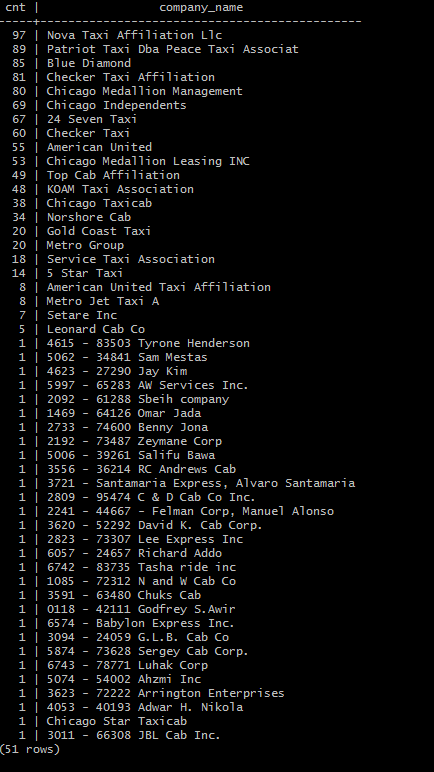 cnt | company_name
-----+---------------------------------------------
97 | Nova Taxi Affiliation Llc
89 | Patriot Taxi Dba Peace Taxi Associat
85 | Blue Diamond
81 | Checker Taxi Affiliation
80 | Chicago Medallion Management
69 | Chicago Independents
67 | 24 Seven Taxi
60 | Checker Taxi
55 | American United
53 | Chicago Medallion Leasing INC
49 | Top Cab Affiliation
48 | KOAM Taxi Association
38 | Chicago Taxicab
34 | Norshore Cab
20 | Gold Coast Taxi
20 | Metro Group
18 | Service Taxi Association
14 | 5 Star Taxi
8 | American United Taxi Affiliation
8 | Metro Jet Taxi A
7 | Setare Inc
5 | Leonard Cab Co
1 | 4615 - 83503 Tyrone Henderson
1 | 5062 - 34841 Sam Mestas
1 | 4623 - 27290 Jay Kim
1 | 5997 - 65283 AW Services Inc.
1 | 2092 - 61288 Sbeih company
1 | 1469 - 64126 Omar Jada
1 | 2733 - 74600 Benny Jona
1 | 2192 - 73487 Zeymane Corp
1 | 5006 - 39261 Salifu Bawa
1 | 3556 - 36214 RC Andrews Cab
1 | 3721 - Santamaria Express, Alvaro Santamaria
1 | 2809 - 95474 C & D Cab Co Inc.
1 | 2241 - 44667 - Felman Corp, Manuel Alonso
1 | 3620 - 52292 David K. Cab Corp.
1 | 2823 - 73307 Lee Express Inc
1 | 6057 - 24657 Richard Addo
1 | 6742 - 83735 Tasha ride inc
1 | 1085 - 72312 N and W Cab Co
1 | 3591 - 63480 Chuks Cab
1 | 0118 - 42111 Godfrey S.Awir
1 | 6574 - Babylon Express Inc.
1 | 3094 - 24059 G.L.B. Cab Co
1 | 5874 - 73628 Sergey Cab Corp.
1 | 6743 - 78771 Luhak Corp
1 | 5074 - 54002 Ahzmi Inc
1 | 3623 - 72222 Arrington Enterprises
1 | 4053 - 40193 Adwar H. Nikola
1 | Chicago Star Taxicab
1 | 3011 - 66308 JBL Cab Inc.
(51 rows)